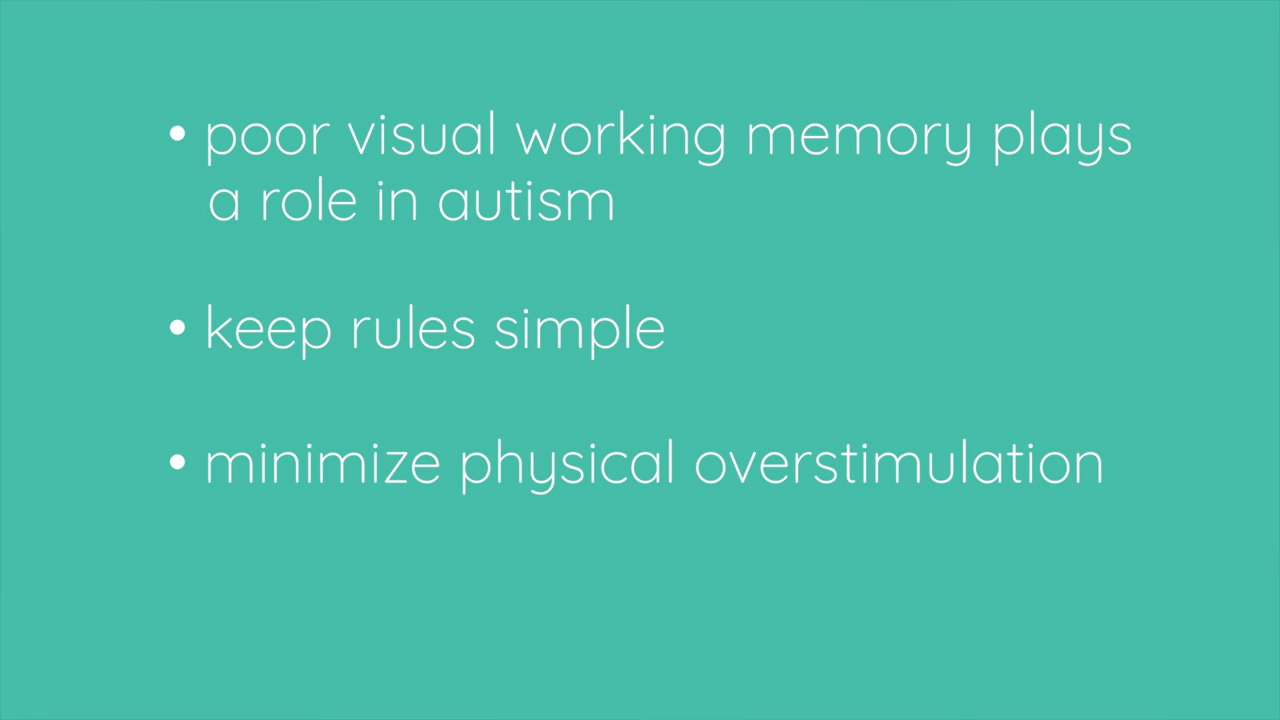 • poor visual working memory plays
a role in autism
• keep rules simple
• minimize physical overstimulation